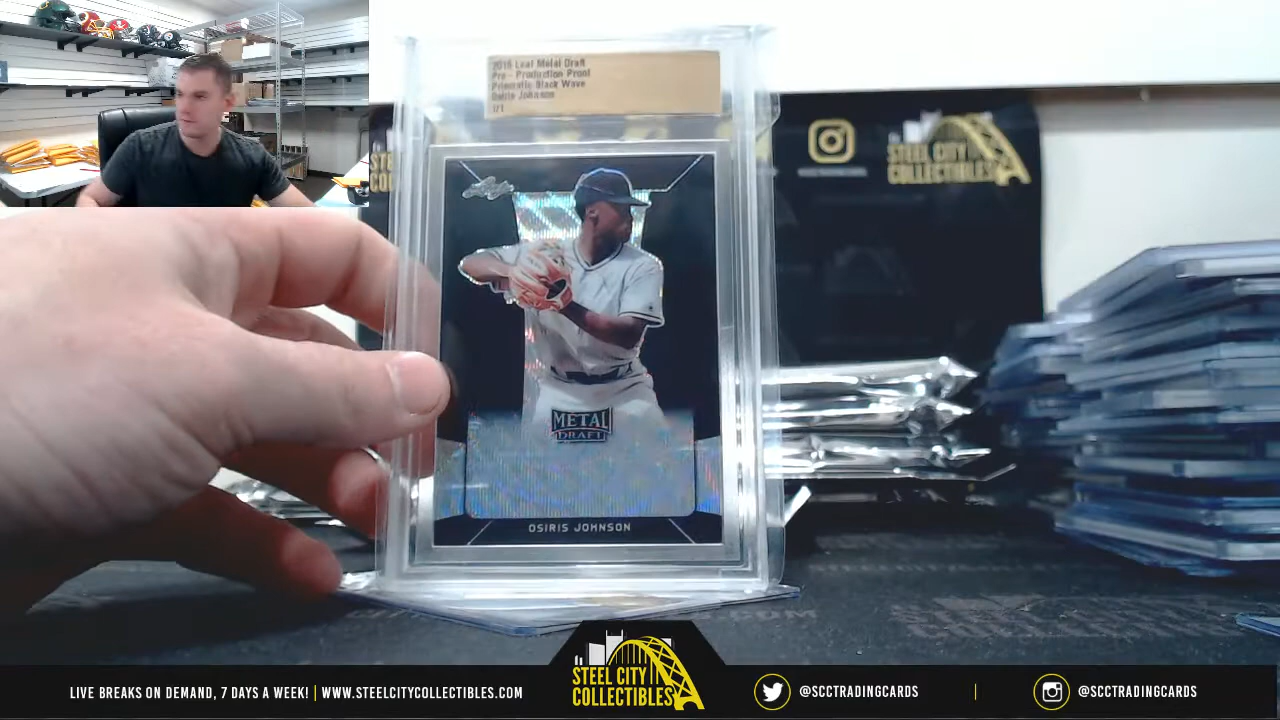 2018 Leaf Metal Draft
Pre - Production Proof
Prismatic Black Wave
Osiris Johnson
1/1
STEEL CITY
COLLECTIBLES
METAL
DRAFT
OSIRIS JOHNSON
LIVE BREAKS ON DEMAND, 7 DAYS A WEEK! | WWW.STEELCITYCOLLECTIBLES.COM
STEEL CITY
COLLECTIBLES
@SCCTRADINGCARDS
@SCCTRADINGCARDS